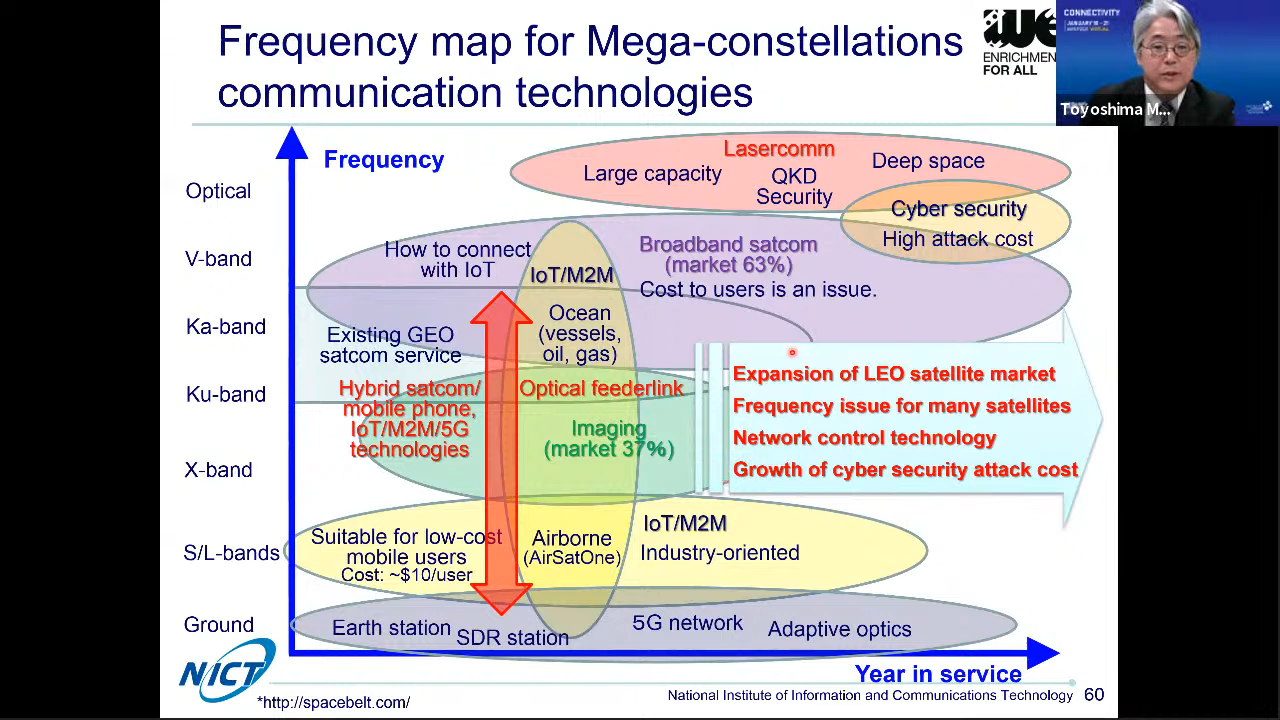 Frequency map for Mega-constellations
communication technologies
ENRICHMEN
FOR ALL
CONNECTIVITY
Toyoshima M...
Frequency
Optical
V-band
Ka-band
Ku-band
X-band
S/L-bands
Ground
Lasercomm
Large capacity
QKD
Security
Deep space
Cyber security
High attack cost
How to connect
with IoT
IoT/M2M
Broadband satcom
(market 63%)
Cost to users is an issue.
Existing GEO
satcom service
Ocean
(vessels,
oil, gas)
Hybrid satcom/
mobile phone,
IoT/M2M/5G
technologies
Optical feederlink
Imaging
(market 37%)
Expansion of LEO satellite market
Frequency issue for many satellites
Network control technology
Growth of cyber security attack cost
Suitable for low-cost
mobile users
Cost: ~$10/user
Airborne
(AirSatOne)
IoT/M2M
Industry-oriented
Earth station
SDR station
5G network
Adaptive optics
Year in service
NICT
*http://spacebelt.com/
National Institute of Information and Communications Technology 60